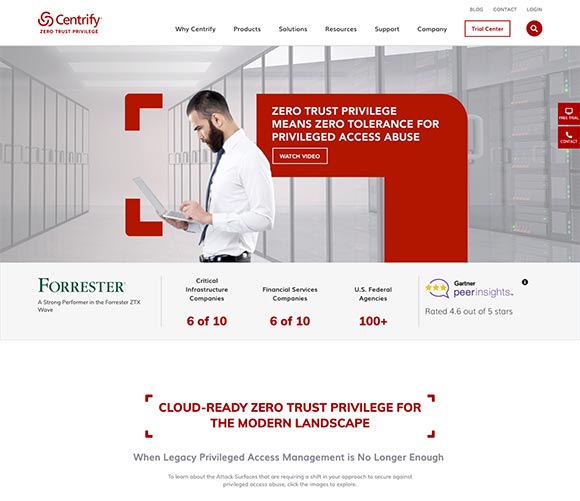 BLOG CONTACT LOGIN
Centrify
ZERO TRUST PRIVILEGE
Why Centrify Products Solutions Resources Support Company Trial Center
ZERO TRUST PRIVILEGE
MEANS ZERO TOLERANCE FOR
PRIVILEGED ACCESS ABUSE
WATCH VIDEO
FREE TRIAL
CONTACT
FORRESTER®
A Strong Performer in the Forrester ZTX
Wave
Critical
Infrastructure
Companies
6 of 10
Financial Services
Companies
6 of 10
U.S. Federal
Agencies
100+
Gartner
peerinsights™
Rated 4.6 out of 5 stars
CLOUD-READY ZERO TRUST PRIVILEGE FOR
THE MODERN LANDSCAPE
When Legacy Privileged Access Management is No Longer Enough
To learn about the Attack Surfaces that are requiring a shift in your approach to secure against
privileged access abuse, click the images to explore.